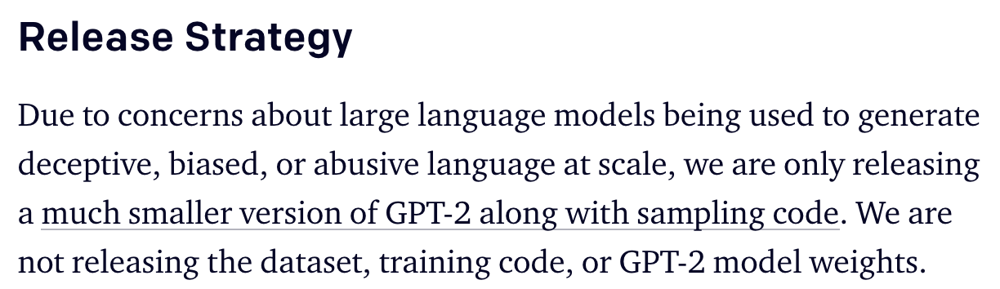 Release Strategy
Due to concerns about large language models being used to generate
deceptive, biased, or abusive language at scale, we are only releasing
a much smaller version of GPT-2 along with sampling code. We are
not releasing the dataset, training code, or GPT-2 model weights.